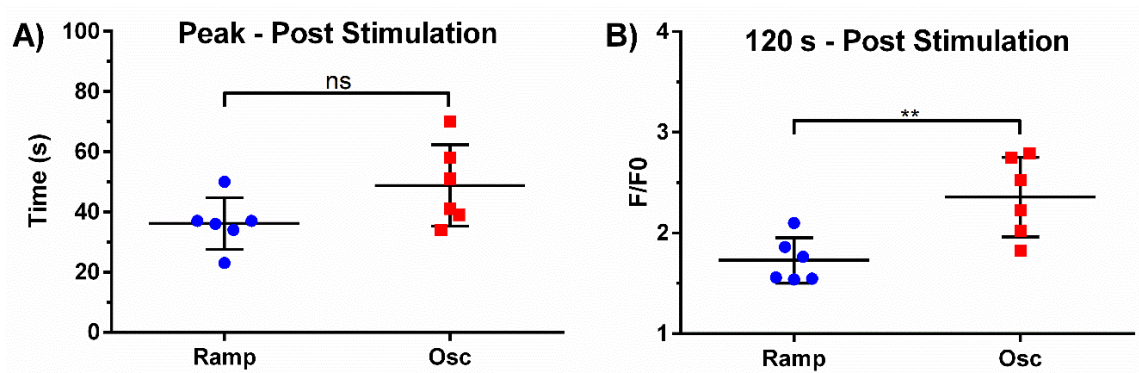 A) Peak - Post Stimulation
100
80
60
40
20
0
Time (s)
ns
Ramp Osc
B) 120 s - Post Stimulation
4
3
2
1
F/F0
**
Ramp Osc